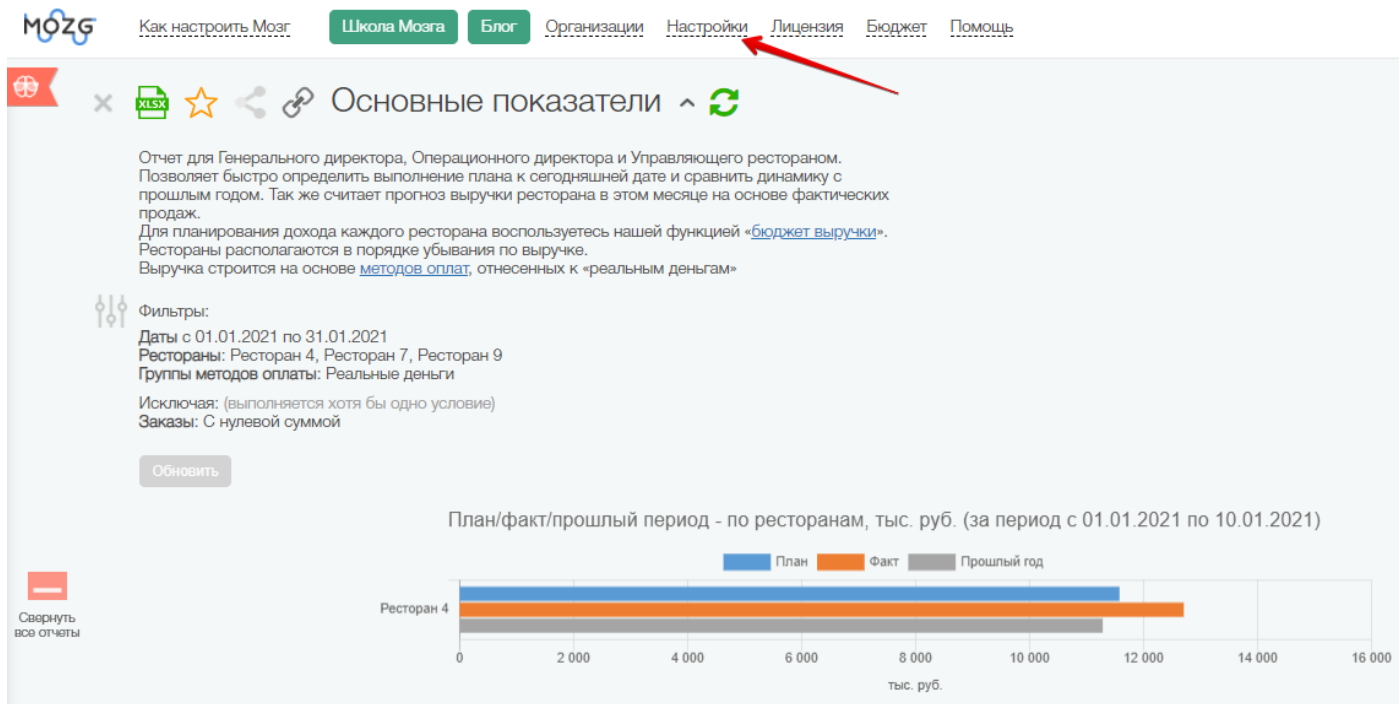 MOZG
Как настроить Мозг
Школа Мозга
Блог
Организации
Настройки
Лицензия
Бюджет
Помощь
XLSX
Основные показатели
Отчет для Генерального директора, Операционного директора и Управляющего рестораном.
Позволяет быстро определить выполнение плана к сегодняшней дате и сравнить динамику с
прошлым годом. Так же считает прогноз выручки ресторана в этом месяце на основе фактических
продаж.
Для планирования дохода каждого ресторана воспользуетесь нашей функцией «бюджет выручки».
Рестораны располагаются в порядке убывания по выручке.
Выручка строится на основе методов оплат, отнесенных к «реальным деньгам»
Фильтры:
Даты с 01.01.2021 по 31.01.2021
Рестораны: Ресторан 4, Ресторан 7, Ресторан 9
Группы методов оплаты: Реальные деньги
Исключая: (выполняется хотя бы одно условие)
Заказы: С нулевой суммой
Обновить
План/факт/прошлый период - по ресторанам, тыс. руб. (за период с 01.01.2021 по 10.01.2021)
План
Факт
Прошлый год
Ресторан 4
0 2 000 4 000 6 000 8 000 10 000 12 000 14 000 16 000
тыс. руб.
Свернуть
все отчеты